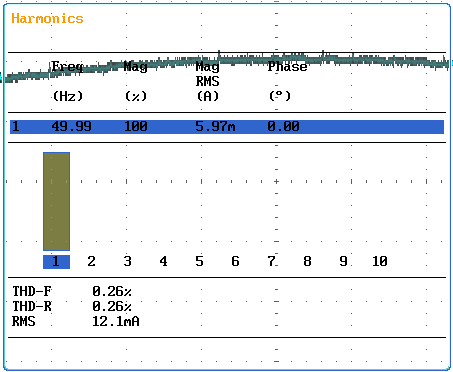 Harmonics
Freq Mag Mag Phase
RMS
(Hz) (%) (A) (°)
1 49.99 100 5.97m 0.00
1 2 3 4 5 6 7 8 9 10
THD-F 0.26%
THD-R 0.26%
RMS 12.1mA